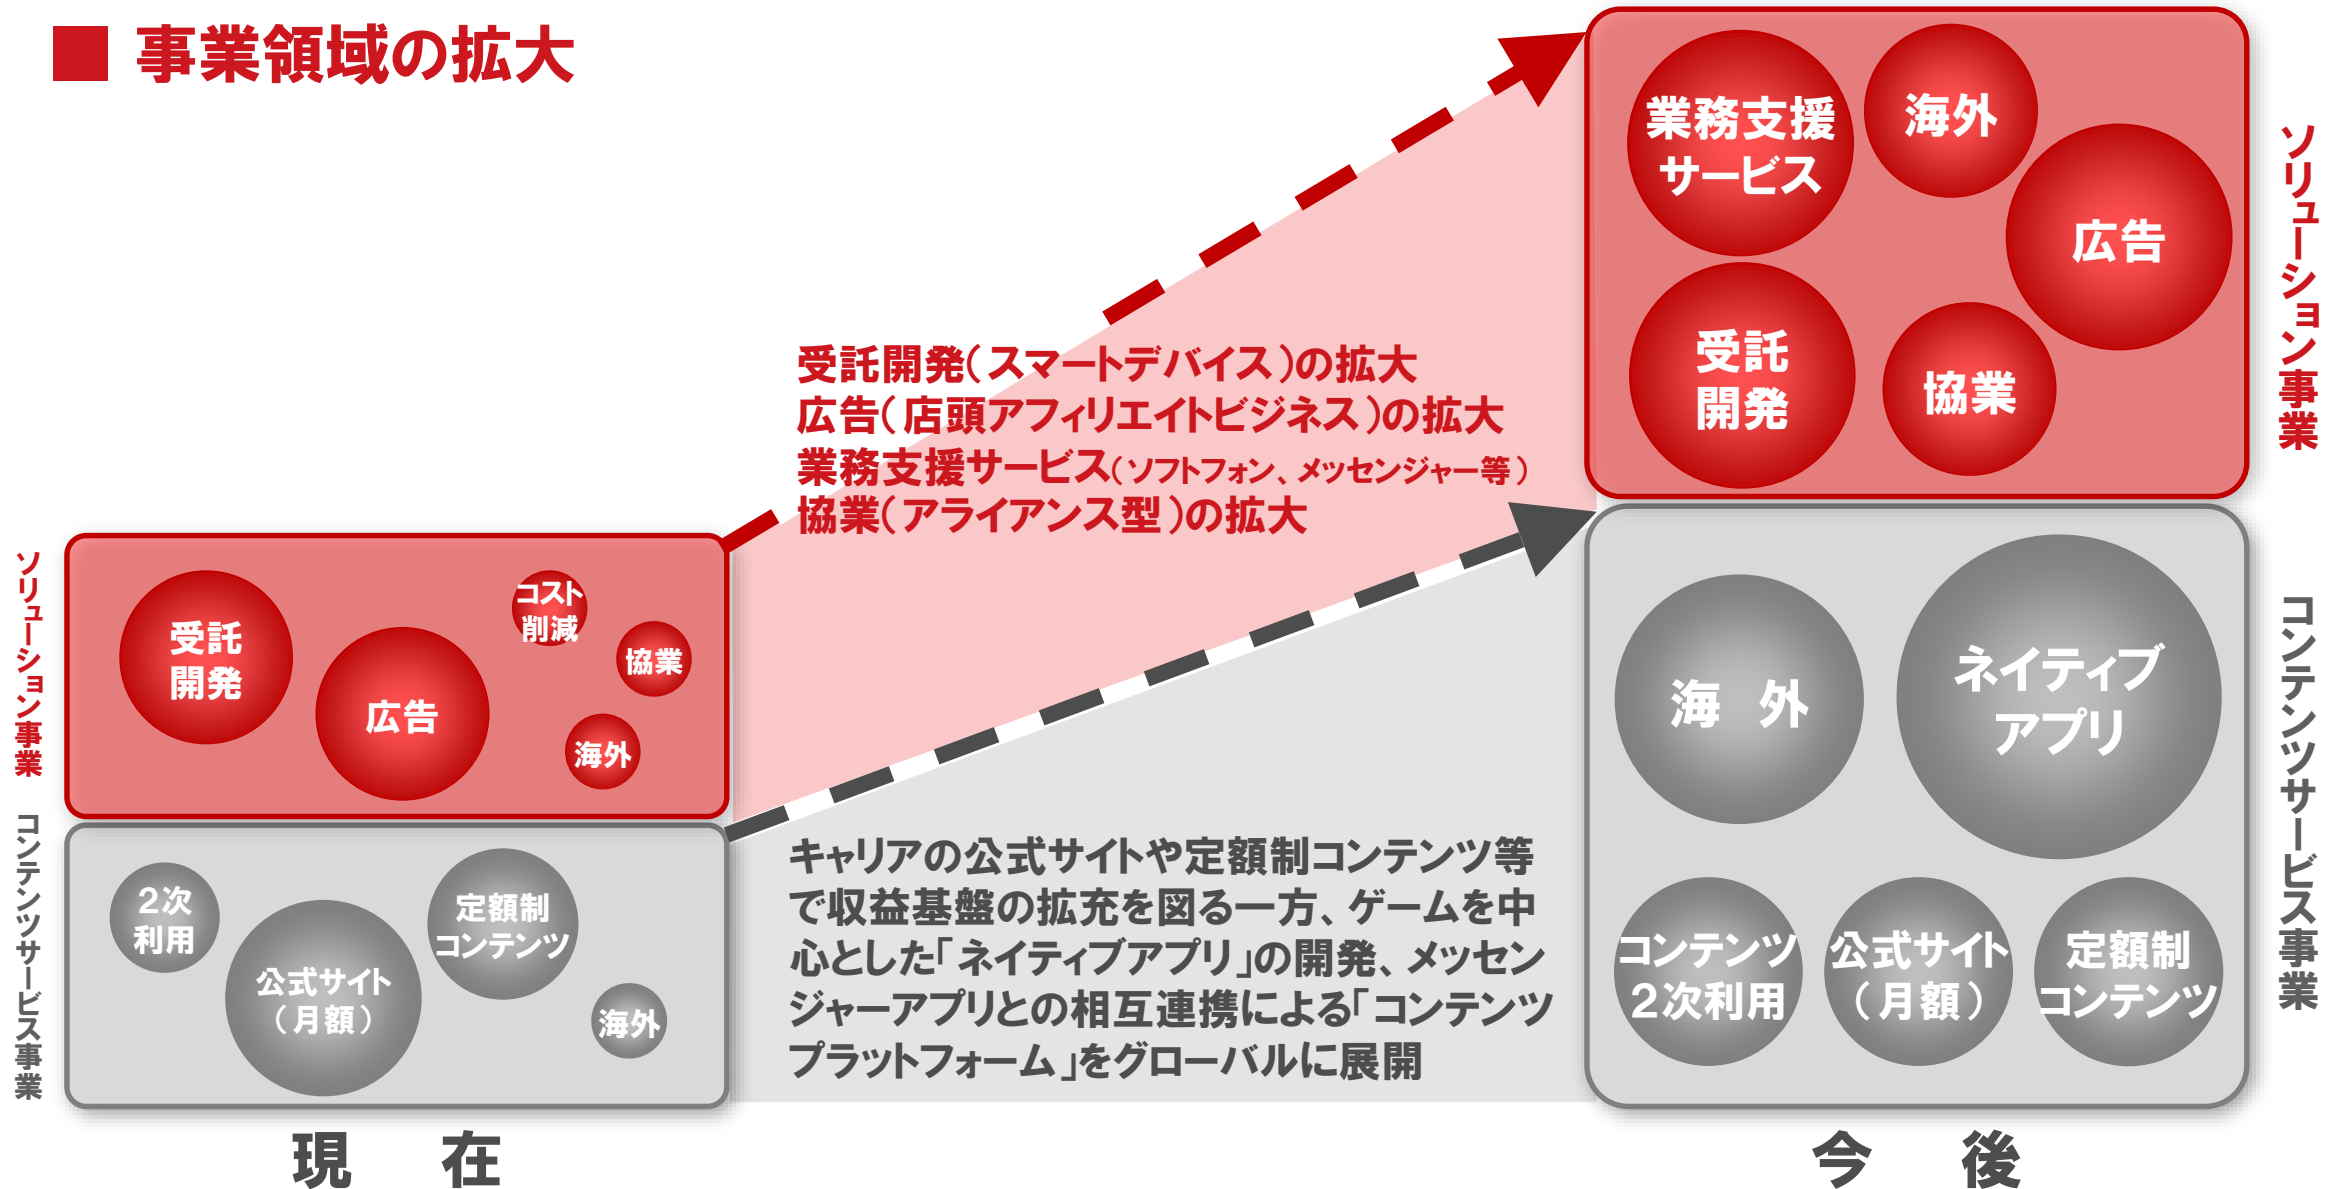 ■ 事業領域の拡大
ソリューション事業
受託
開発
広告
コスト
削減
協業
海外
コンテンツサービス事業
２次
利用
公式サイト
（月額）
定額制
コンテンツ
海外
現　在
受託開発（スマートデバイス）の拡大
広告（店頭アフィリエイトビジネス）の拡大
業務支援サービス（ソフトフォン、メッセンジャー等）
協業（アライアンス型）の拡大
キャリアの公式サイトや定額制コンテンツ等
で収益基盤の拡充を図る一方、ゲームを中
心とした「ネイティブアプリ」の開発、メッセン
ジャーアプリとの相互連携による「コンテンツ
プラットフォーム」をグローバルに展開
業務支援
サービス
海外
広告
受託
開発
協業
ソリューション事業
海　外
ネイティブ
アプリ
コンテンツ
２次利用
公式サイト
（月額）
定額制
コンテンツ
コンテンツサービス事業
今　後